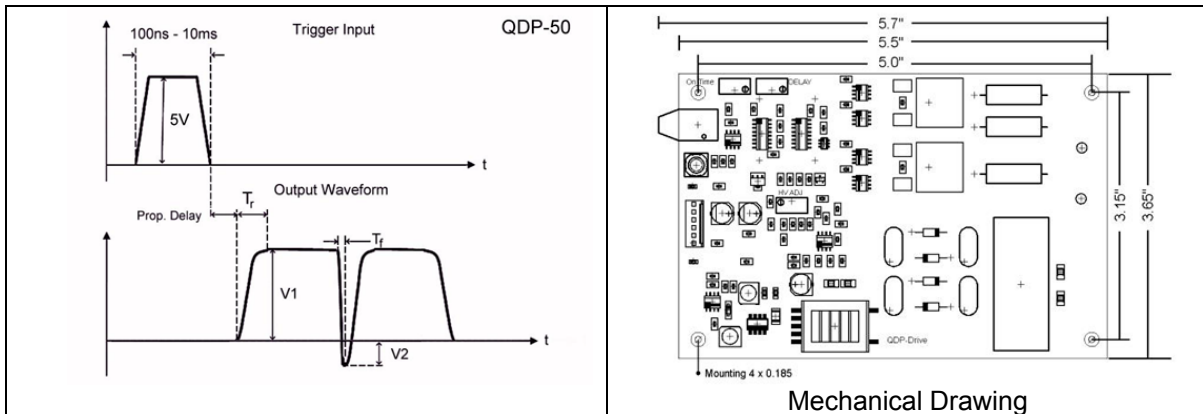 Trigger Input
QDP-50
100ns - 10ms
5V
t
Output Waveform
Tr
Prop. Delay
Tf
V1
V2
t
5.7"
5.5"
5.0"
On Time
DELAY
HV ADJ
3.15"
3.65"
QDP-Drive
Mounting 4 x 0.185
Mechanical Drawing